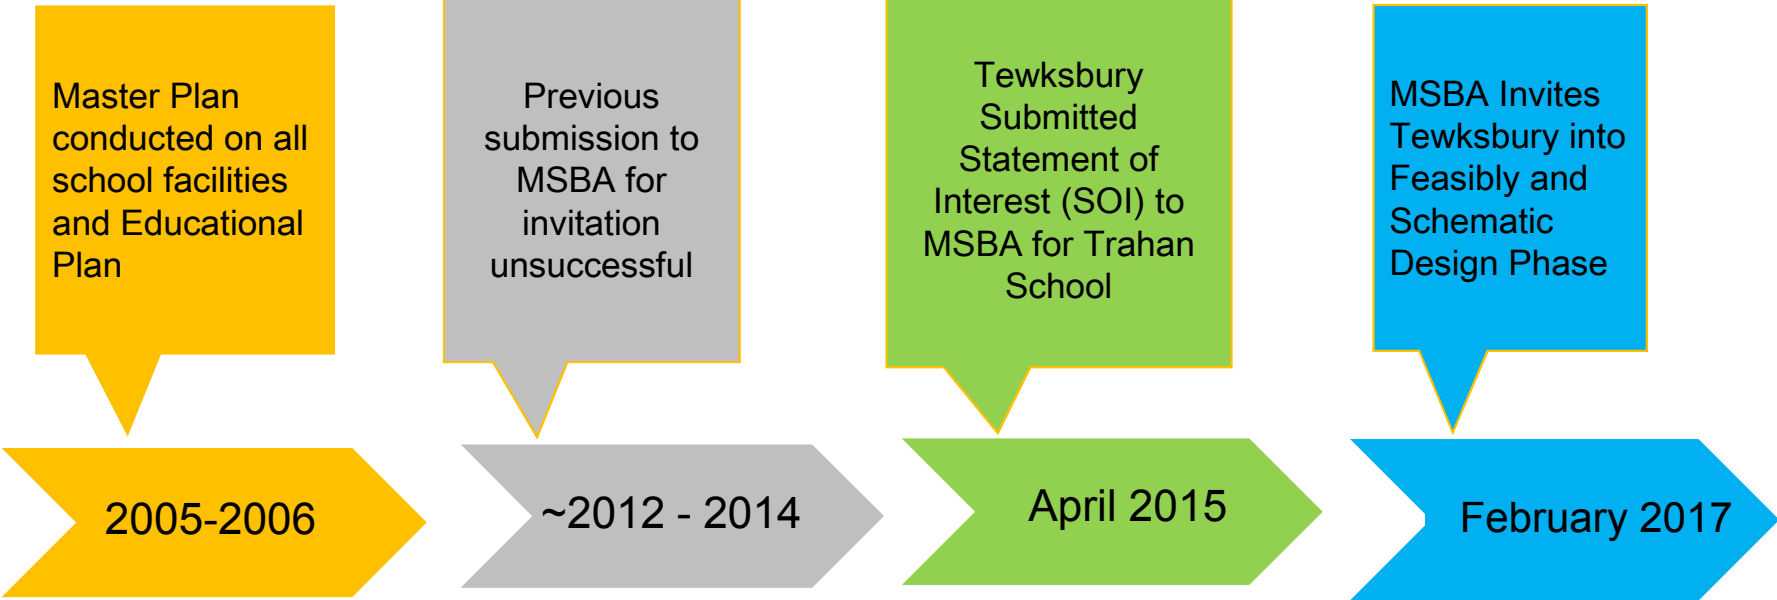 Master Plan
conducted on all
school facilities
and Educational
Plan
Previous
submission to
MSBA for
invitation
unsuccessful
Tewksbury
Submitted
Statement of
Interest (SOI) to
MSBA for Trahan
School
MSBA Invites
Tewksbury into
Feasibly and
Schematic
Design Phase
2005-2006
~2012 - 2014
April 2015
February 2017